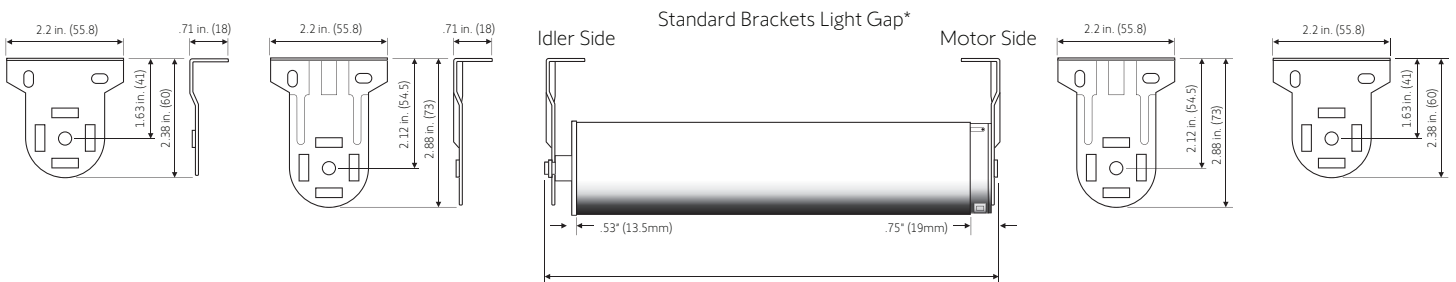 Standard Brackets Light Gap*
Idler Side
Motor Side
2.2 in. (55.8)
.71 in. (18)
1.63 in. (41)
2.38 in. (60)
2.2 in. (55.8)
.71 in. (18)
2.12 in. (54.5)
2.88 in. (73)
.53" (13.5mm)
.75" (19mm)
2.2 in. (55.8)
2.12 in. (54.5)
2.88 in. (73)
2.2 in. (55.8)
1.63 in. (41)
2.38 in. (60)